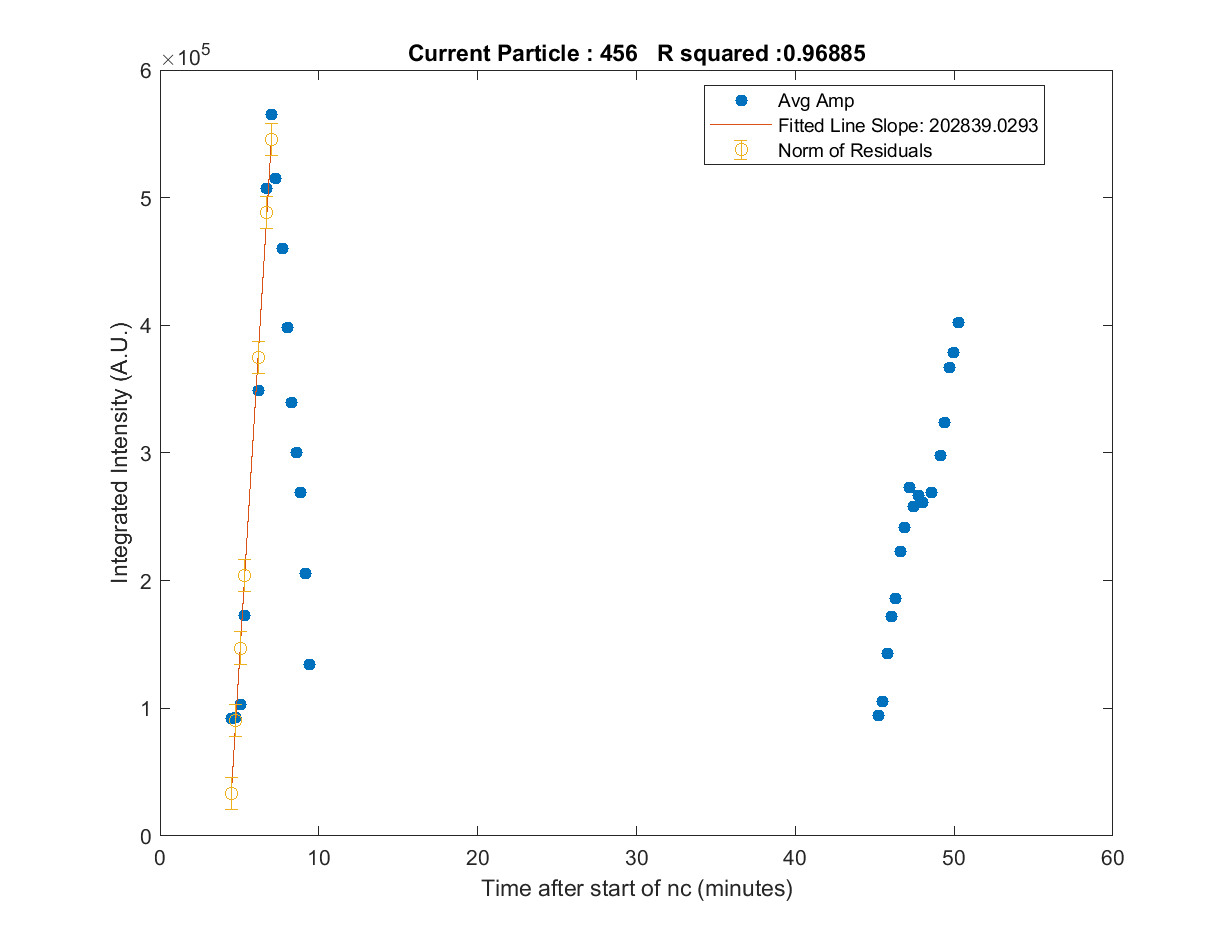 Current Particle : 456   R squared :0.96885
×10^5
6
5
4
3
2
1
0
Integrated Intensity (A.U.)
Avg Amp
Fitted Line Slope: 202839.0293
Norm of Residuals
0 10 20 30 40 50 60
Time after start of nc (minutes)